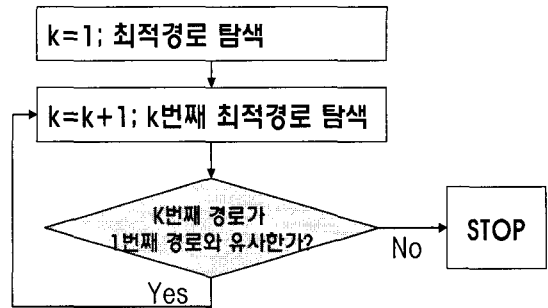 k=1; 최적경로 탐색
k=k+1; k번째 최적경로 탐색
K번째 경로가
1번째 경로와 유사한가?
No
STOP
Yes